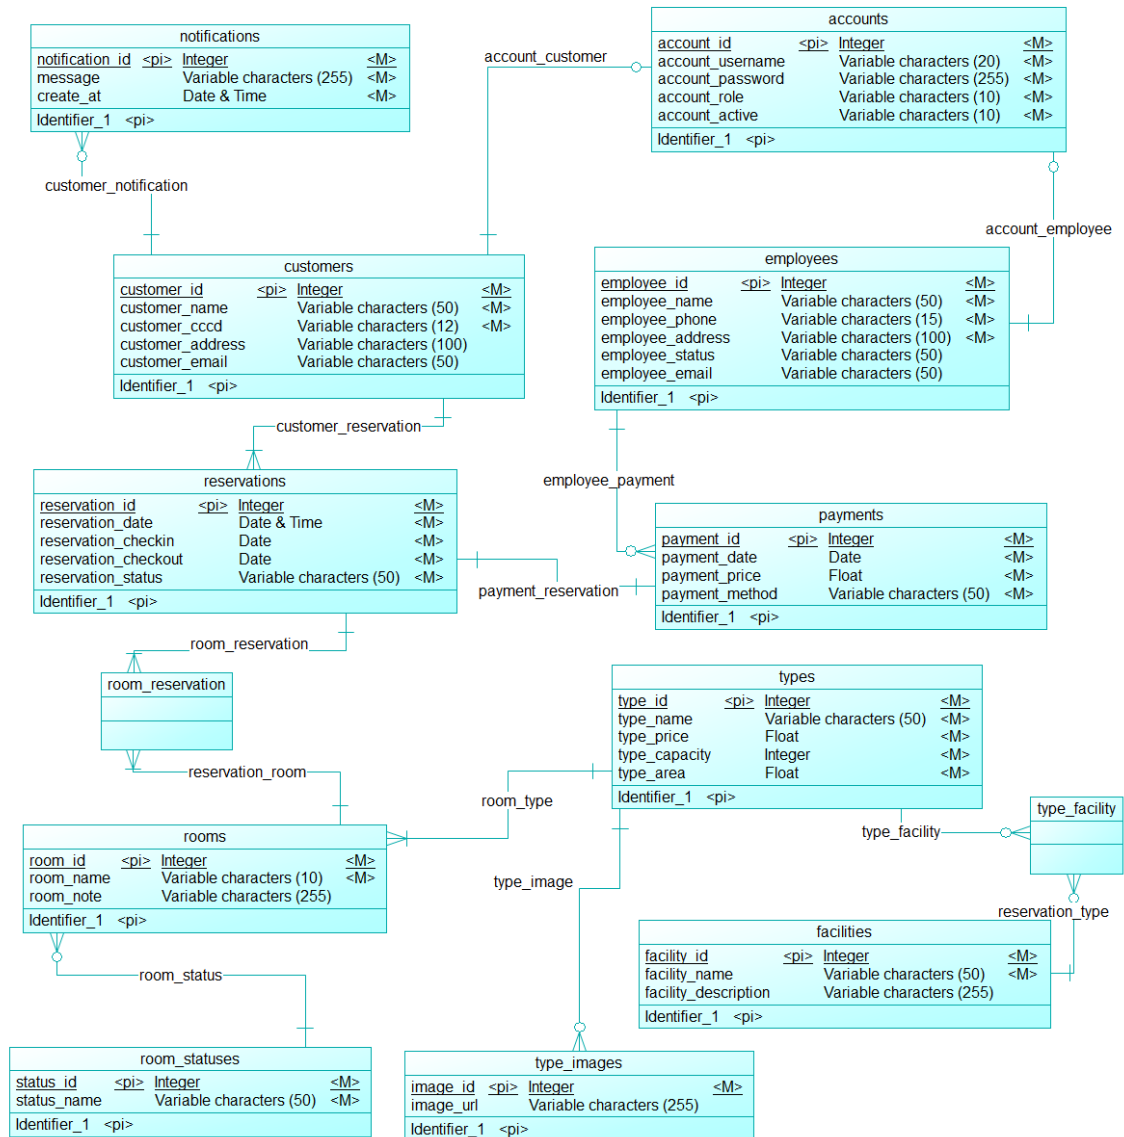 notifications
notification_id <pi> Integer <M>
message Variable characters (255) <M>
create_at Date & Time <M>
Identifier_1 <pi>
accounts
account_id <pi> Integer <M>
account_username Variable characters (20) <M>
account_password Variable characters (255) <M>
account_role Variable characters (10) <M>
account_active Variable characters (10) <M>
Identifier_1 <pi>
account_customer
customer_notification
account_employee
customers
customer_id <pi> Integer <M>
customer_name Variable characters (50) <M>
customer_cccd Variable characters (12) <M>
customer_address Variable characters (100)
customer_email Variable characters (50)
Identifier_1 <pi>
employees
employee_id <pi> Integer <M>
employee_name Variable characters (50) <M>
employee_phone Variable characters (15) <M>
employee_address Variable characters (100) <M>
employee_status Variable characters (50)
employee_email Variable characters (50)
Identifier_1 <pi>
customer_reservation
employee_payment
reservations
reservation_id <pi> Integer <M>
reservation_date Date & Time <M>
reservation_checkin Date <M>
reservation_checkout Date <M>
reservation_status Variable characters (50) <M>
Identifier_1 <pi>
payments
payment_id <pi> Integer <M>
payment_date Date <M>
payment_price Float <M>
payment_method Variable characters (50) <M>
Identifier_1 <pi>
payment_reservation
room_reservation
room_reservation
reservation_room
types
type_id <pi> Integer <M>
type_name Variable characters (50) <M>
type_price Float <M>
type_capacity Integer <M>
type_area Float <M>
Identifier_1 <pi>
room_type
type_facility
type_facility
rooms
room_id <pi> Integer <M>
room_name Variable characters (10) <M>
room_note Variable characters (255)
Identifier_1 <pi>
type_image
reservation_type
facilities
facility_id <pi> Integer <M>
facility_name Variable characters (50) <M>
facility_description Variable characters (255)
Identifier_1 <pi>
room_status
room_statuses
status_id <pi> Integer <M>
status_name Variable characters (50) <M>
Identifier_1 <pi>
type_images
image_id <pi> Integer <M>
image_url Variable characters (255)
Identifier_1 <pi>